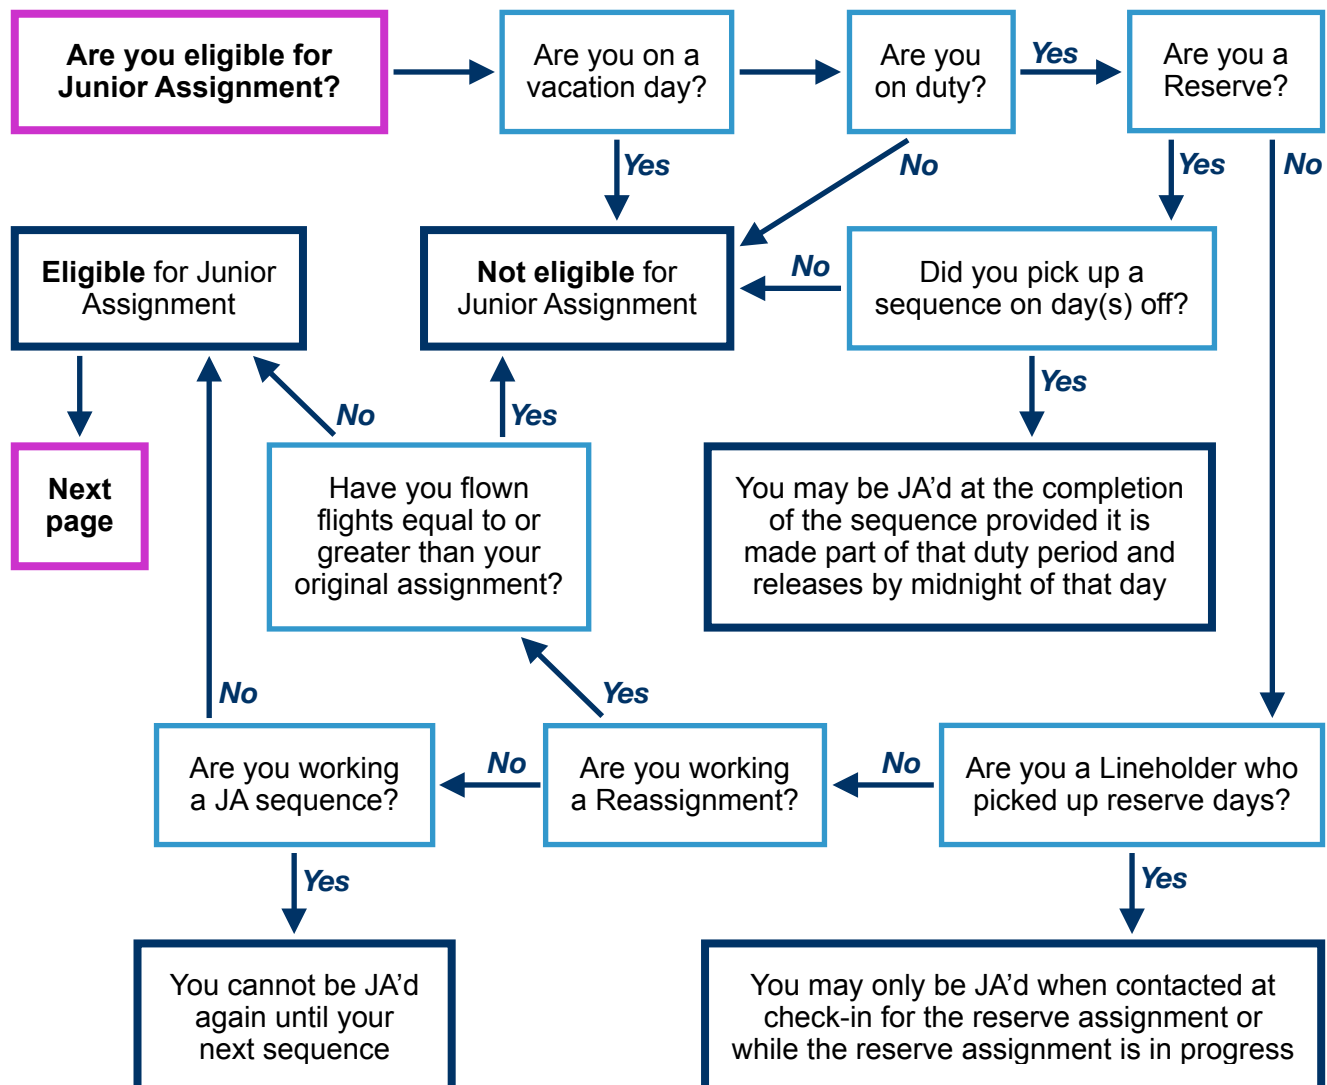 Are you eligible for
Junior Assignment?
Are you on a
vacation day?
Are you
on duty?
Yes
Are you a
Reserve?
Yes
No
Yes
No
Eligible for Junior
Assignment
Not eligible for
Junior Assignment
No
Did you pick up a
sequence on day(s) off?
No
Yes
Yes
Next
page
Have you flown
flights equal to or
greater than your
original assignment?
You may be JA’d at the completion
of the sequence provided it is
made part of that duty period and
releases by midnight of that day
No
Yes
Are you working
a JA sequence?
No
Are you working
a Reassignment?
No
Are you a Lineholder who
picked up reserve days?
Yes
Yes
You cannot be JA’d
again until your
next sequence
You may only be JA’d when contacted at
check-in for the reserve assignment or
while the reserve assignment is in progress